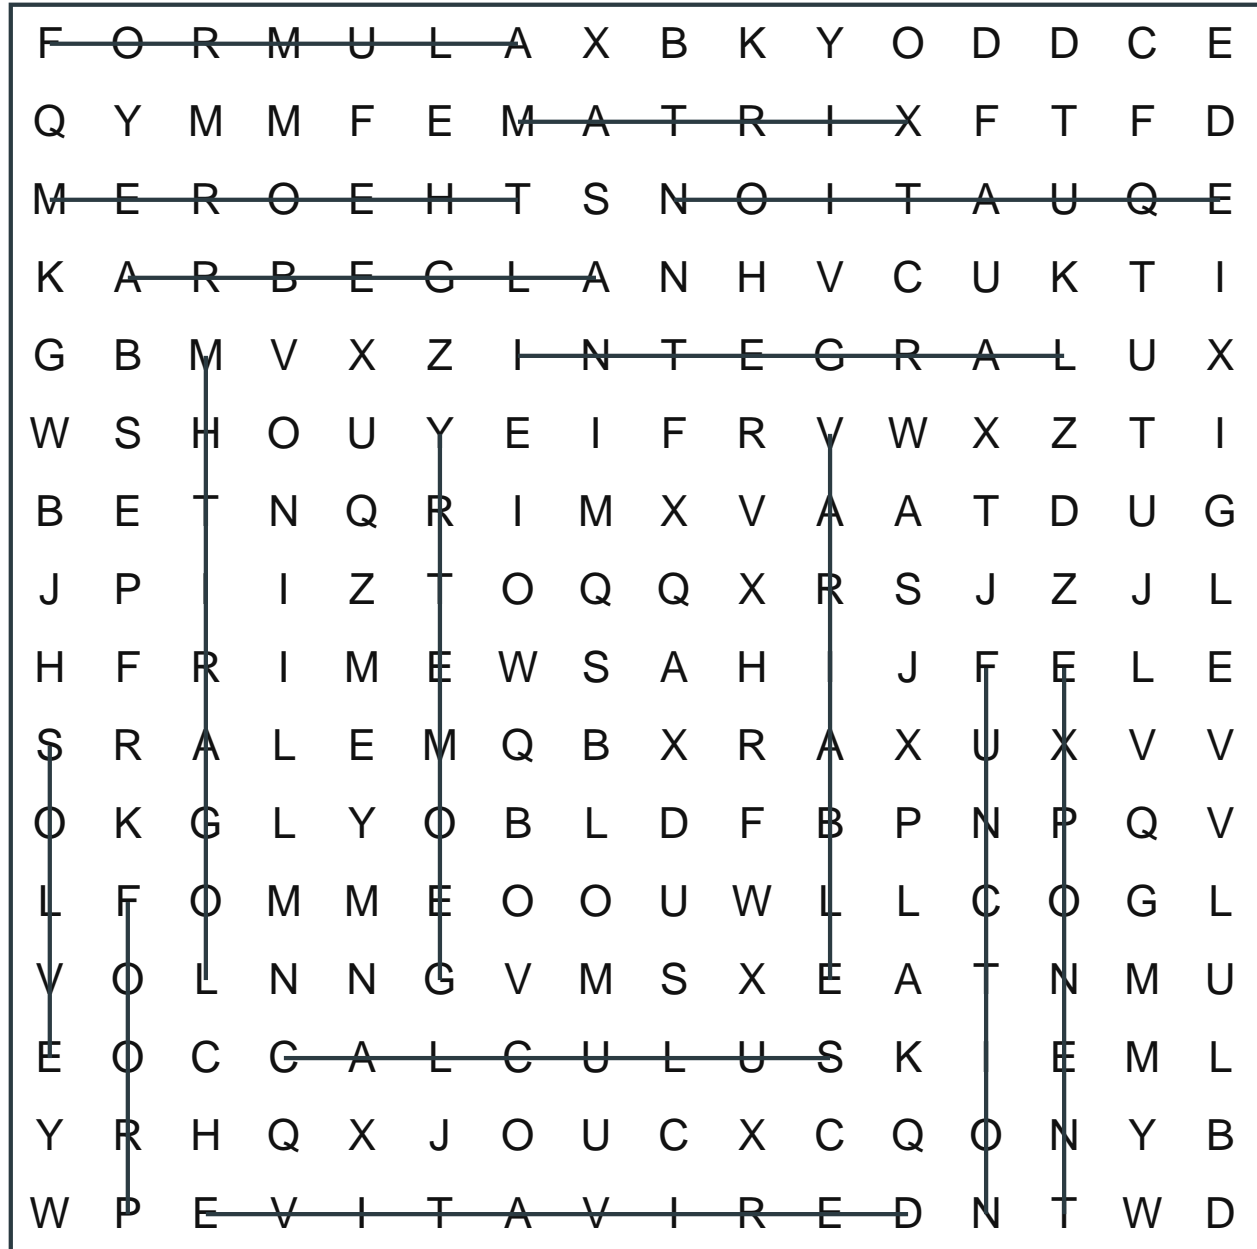 F O R M U L A X B K Y O D D C E
Q Y M M F E M A T R I X F T F D
M E R O E H T S N O I T A U Q E
K A R B E G L A N H V C U K T I
G B M V X Z I N T E G R A L U X
W S H O U Y E I F R V W X Z T I
B E T N Q R I M X V A A T D U G
J P I I Z T O Q Q X R S J Z J L
H F R I M E W S A H I J F E L E
S R A L E M Q B X R A X U X V V
O K G L Y O B L D F B P N P Q V
L F O M M E O O U W L L C O G L
V O L N N G V M S X E A T N M U
E O C C A L C U L U S K I E M L
Y R H Q X J O U C X C Q O N Y B
W P E V I T A V I R E D N T W D